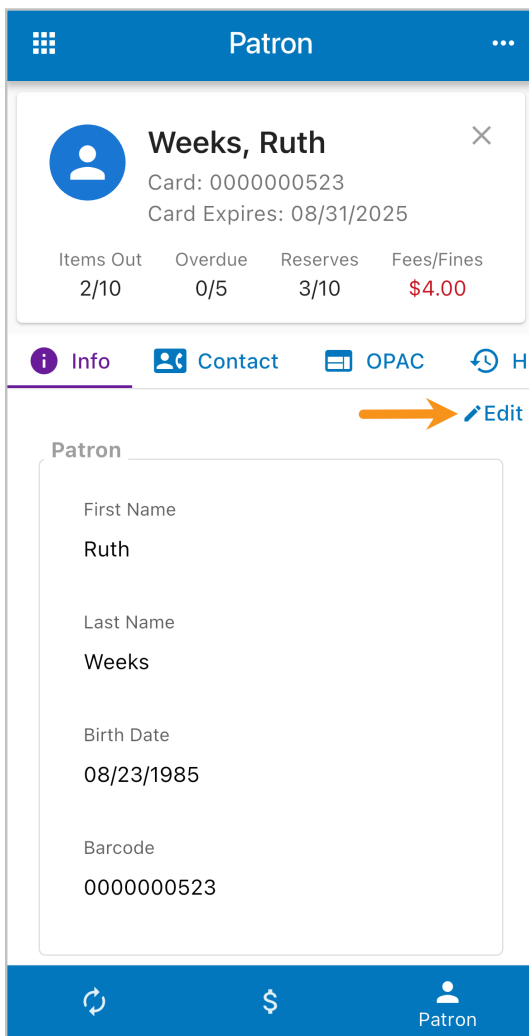 Patron
Weeks, Ruth
Card: 0000000523
Card Expires: 08/31/2025
Items Out Overdue Reserves Fees/Fines
2/10 0/5 3/10 $4.00
Info Contact OPAC H
Edit
Patron
First Name
Ruth
Last Name
Weeks
Birth Date
08/23/1985
Barcode
0000000523
$
Patron